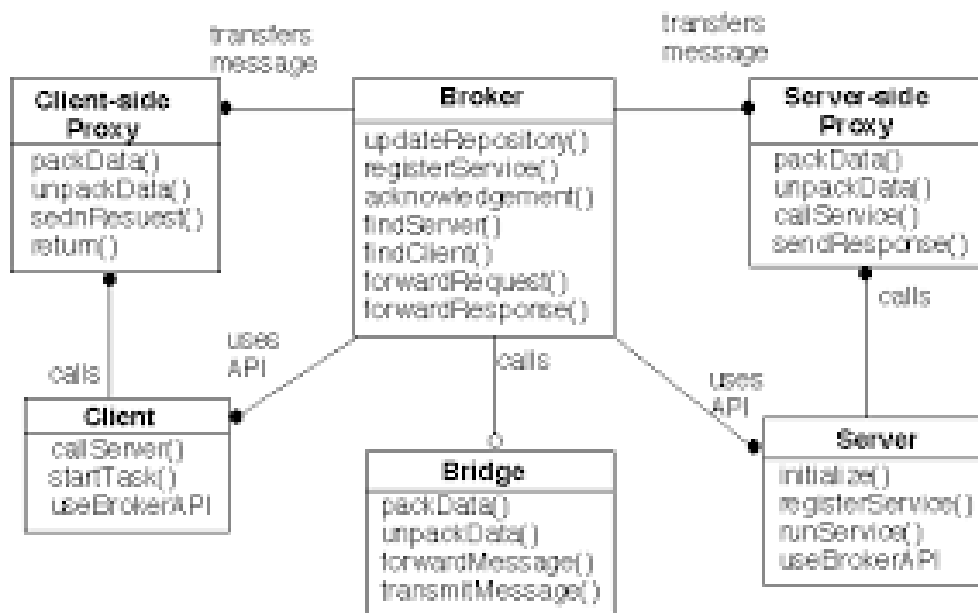 transfers
message
Client-side
Proxy
packData()
unpackData()
sednResuest()
return()
Broker
updateRepository()
registerService()
acknowledgement()
findServer()
findClient()
forwardRequest()
forwardResponse()
transfers
message
Server-side
Proxy
packData()
unpackData()
callService()
sendResponse()
calls
uses
API
calls
uses
API
calls
Client
callServer()
startTask()
useBrokerAPI
Bridge
packData()
unpackData()
forwardMessage()
transmitMessage()
Server
initialize()
registerService()
runService()
useBrokerAPI